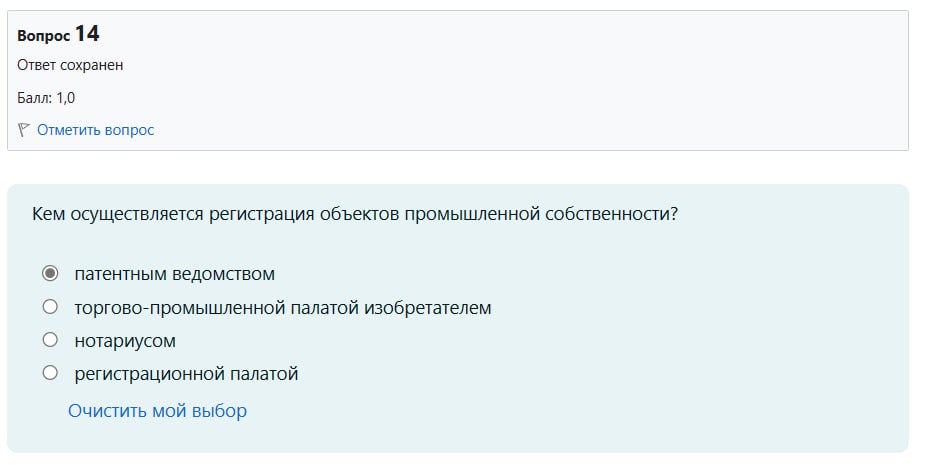 Вопрос 14
Ответ сохранен
Балл: 1,0
Отметить вопрос
Кем осуществляется регистрация объектов промышленной собственности?
патентным ведомством
торгово-промышленной палатой изобретателем
нотариусом
регистрационной палатой
Очистить мой выбор